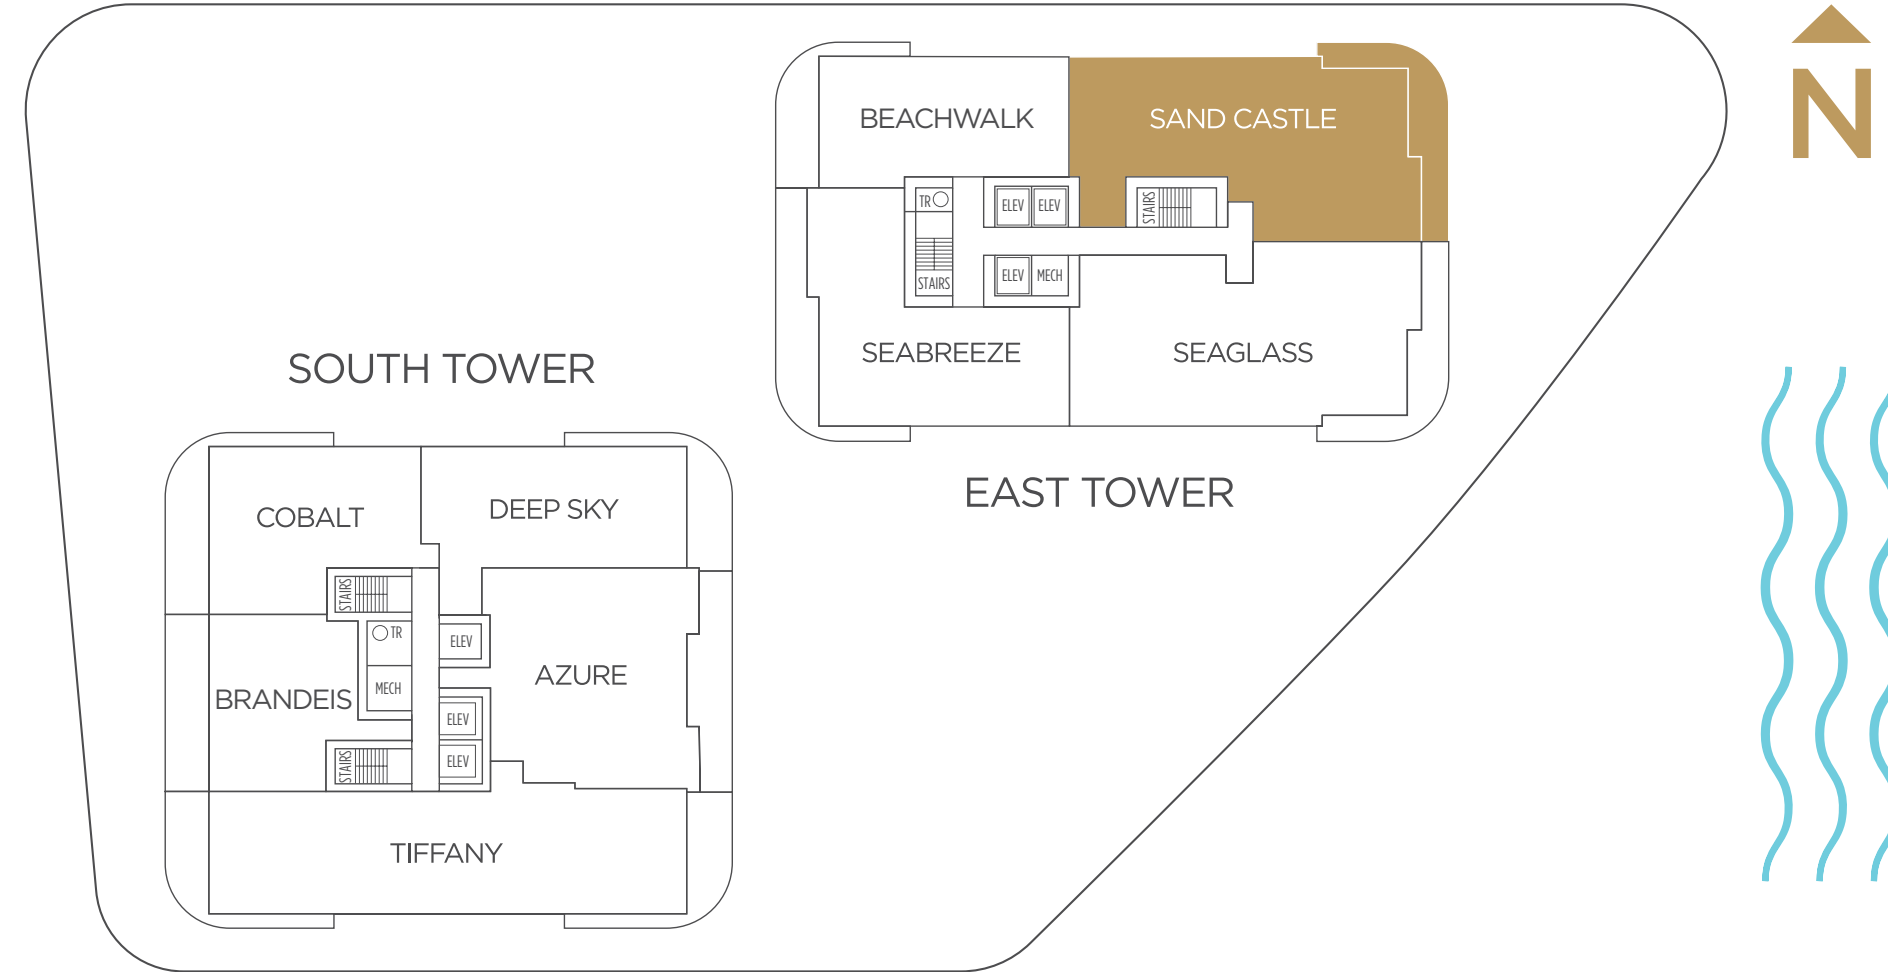 N
BEACHWALK
SAND CASTLE
TR
ELEV
ELEV
STAIRS
STAIRS
ELEV
MECH
SEABREEZE
SEAGLASS
EAST TOWER
SOUTH TOWER
COBALT
DEEP SKY
STAIRS
TR
ELEV
MECH
BRANDEIS
AZURE
ELEV
STAIRS
ELEV
TIFFANY